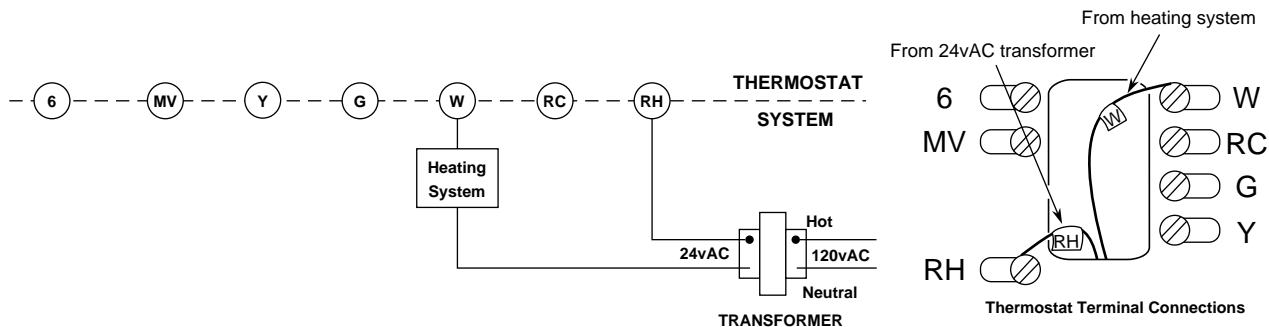 6 MV Y G W RC RH
THERMOSTAT
SYSTEM
Heating
System
24vAC
Hot
120vAC
Neutral
TRANSFORMER
From heating system
From 24vAC transformer
6
MV
RH
W
RH
W
RC
G
Y
Thermostat Terminal Connections